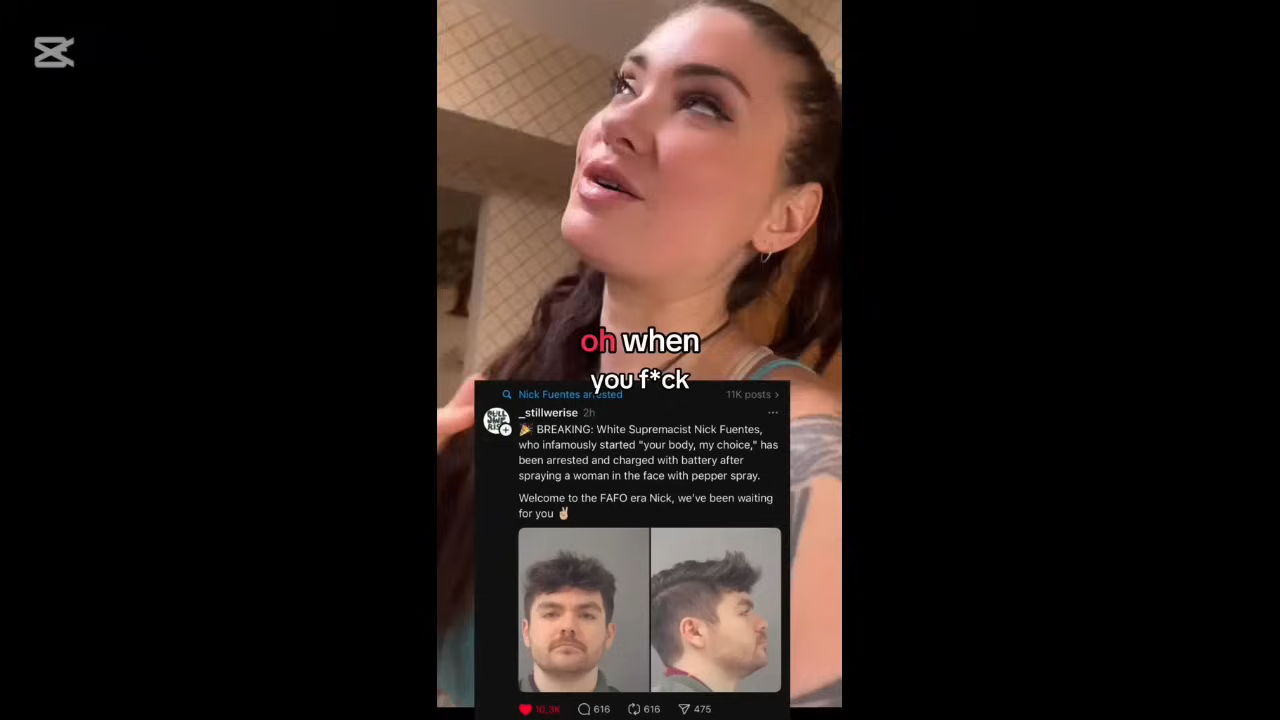 oh when
you f*ck
Nick Fuentes arrested
11K posts >
_stillwerise 2h
🎉 BREAKING: White Supremacist Nick Fuentes,
who infamously started "your body, my choice," has
been arrested and charged with battery after
spraying a woman in the face with pepper spray.
Welcome to the FAFO era Nick, we've been waiting
for you ✌🏼
10.3K 616 616 475